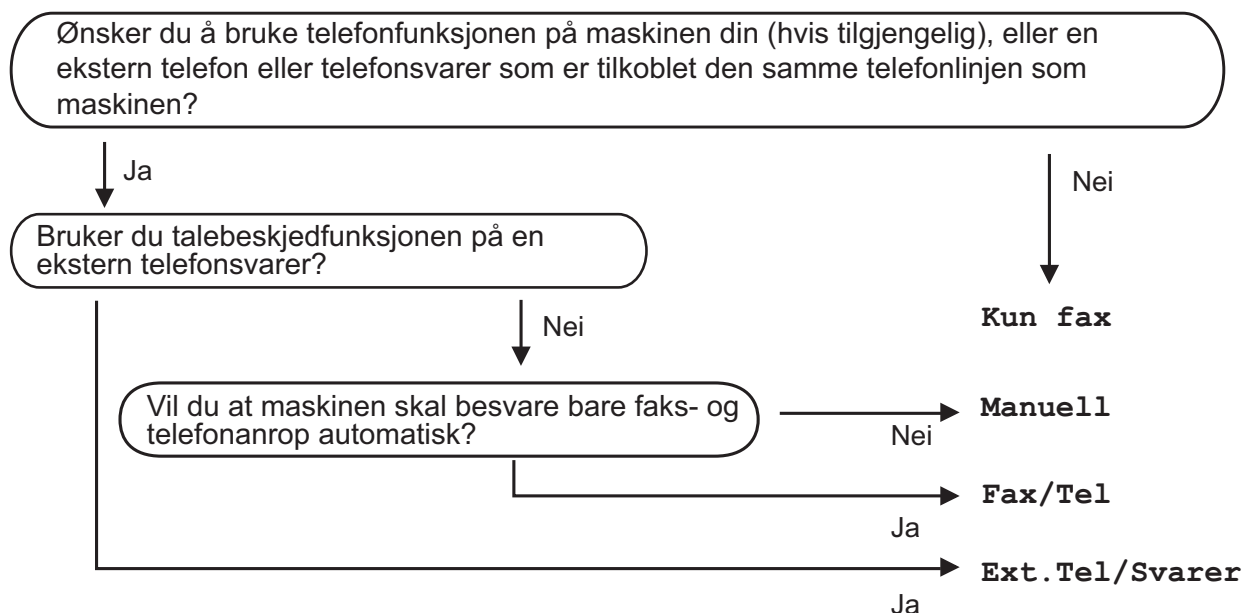 Ønsker du å bruke telefonfunksjonen på maskinen din (hvis tilgjengelig), eller en
ekstern telefon eller telefonsvarer som er tilkoblet den samme telefonlinjen som
maskinen?
Ja
Nei
Bruker du talebeskjedfunksjonen på en
ekstern telefonsvarer?
Nei
Kun fax
Vil du at maskinen skal besvare bare faks- og
telefonanrop automatisk?
Nei
Manuell
Ja
Fax/Tel
Ja
Ext.Tel/Svarer